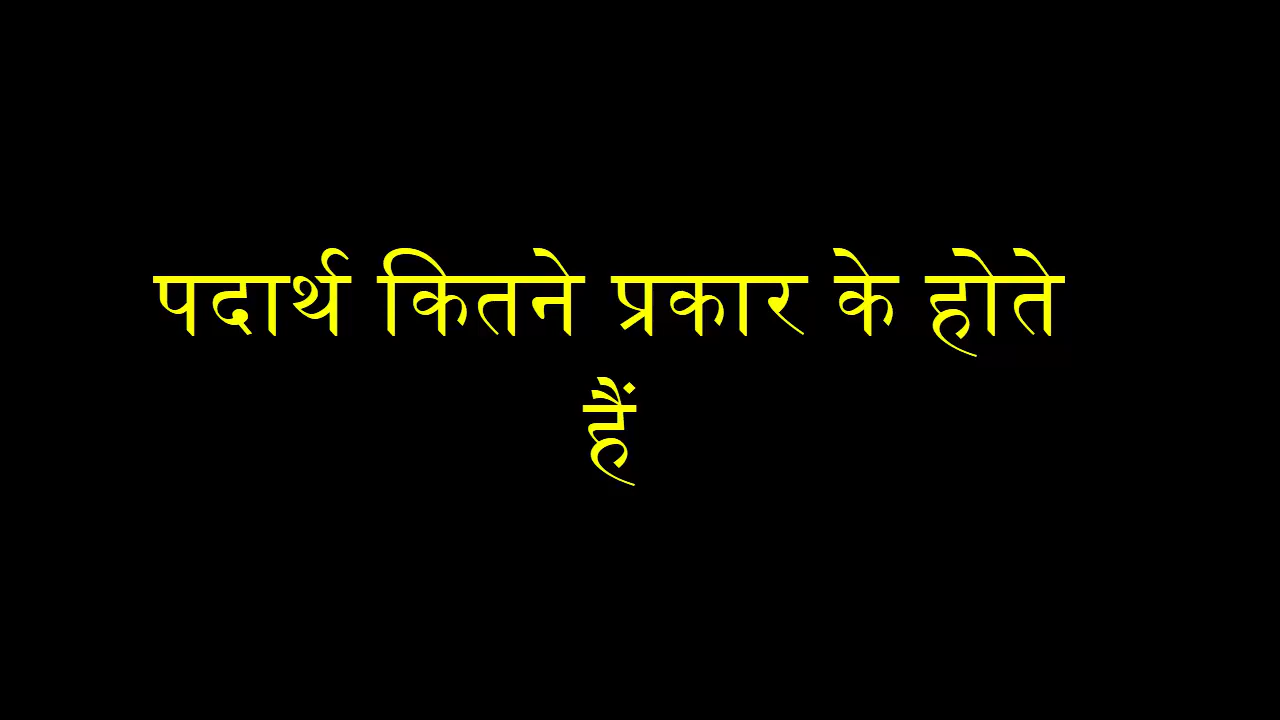 पदार्थ कितने प्रकार के होते
हैं